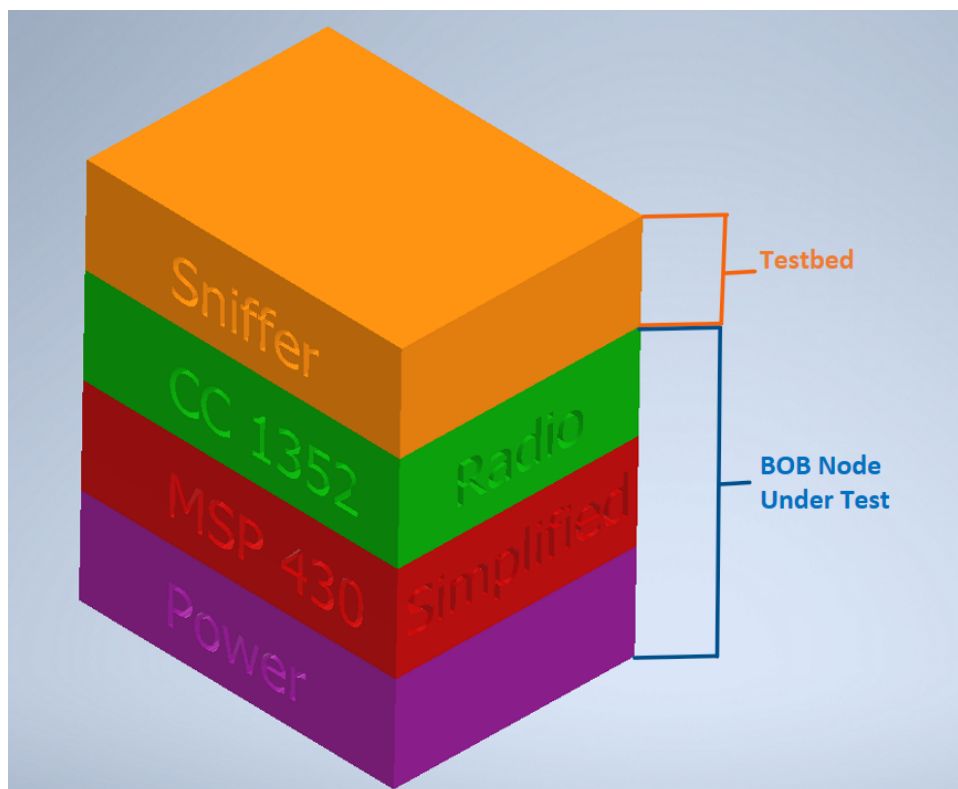 Sniffer
Testbed
CC 1352
Radio
BOB Node
Under Test
MSP 430
Simplified
Power